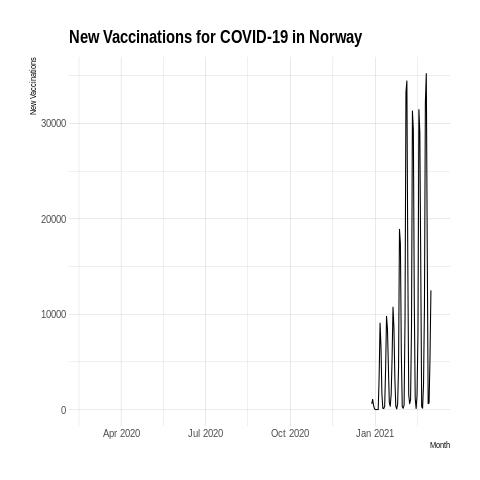 New Vaccinations for COVID-19 in Norway
New Vaccinations
30000
20000
10000
0
Apr 2020 Jul 2020 Oct 2020 Jan 2021
Month